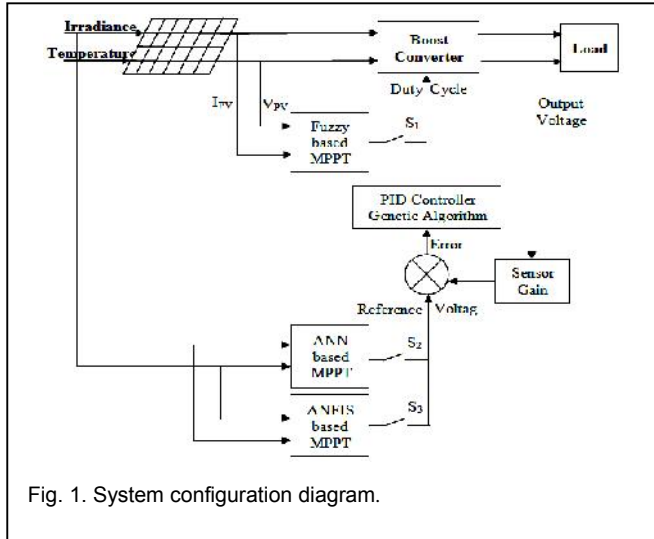 Irradiance
Temperature
Boost
Converter
Load
Duty Cycle
Output
Voltage
IPV
VPV
Fuzzy
based
MPPT
S1
PID Controller
Genetic Algorithm
Error
Sensor
Gain
Reference Voltag
ANN
based
MPPT
S2
ANFIS
based
MPPT
S3
Fig. 1. System configuration diagram.